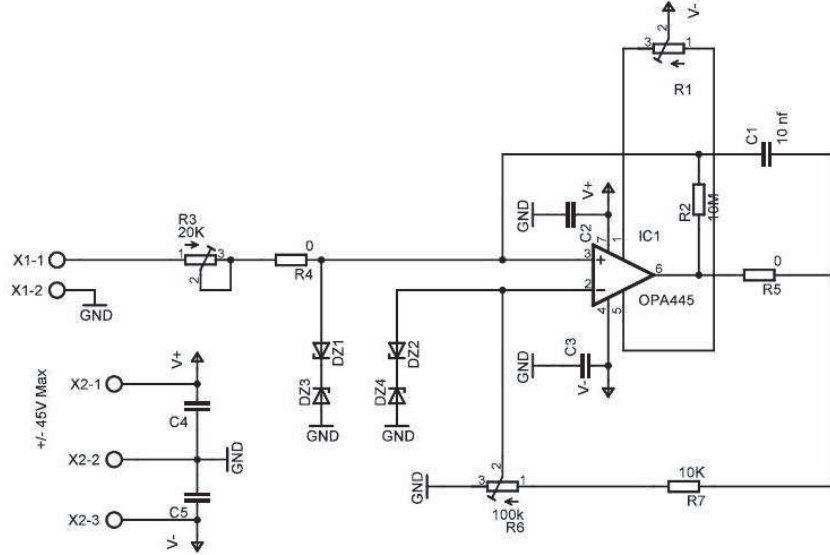 V-
2
3
1
R1
C1
10 nf
V+
GND
C2
7
1
R2
10M
IC1
R3
20K
1
3
2
0
R4
X1-1
3
+
6
0
R5
X1-2
GND
2
-
OPA445
4
5
DZ1
DZ2
GND
C3
V-
DZ3
DZ4
GND
GND
+/- 45V Max
V+
X2-1
C4
X2-2
GND
C5
X2-3
V-
GND
2
3
1
100k
R6
10K
R7